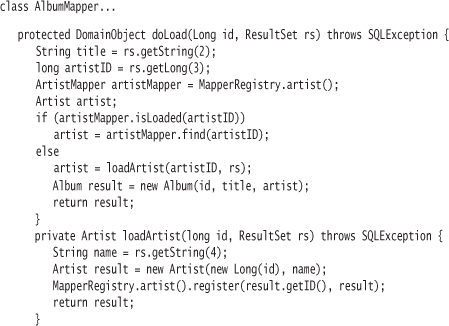 class AlbumMapper...
protected DomainObject doLoad(Long id, ResultSet rs) throws SQLException {
String title = rs.getString(2);
long artistID = rs.getLong(3);
ArtistMapper artistMapper = MapperRegistry.artist();
Artist artist;
if (artistMapper.isLoaded(artistID))
artist = artistMapper.find(artistID);
else
artist = loadArtist(artistID, rs);
Album result = new Album(id, title, artist);
return result;
}
private Artist loadArtist(long id, ResultSet rs) throws SQLException {
String name = rs.getString(4);
Artist result = new Artist(new Long(id), name);
MapperRegistry.artist().register(result.getID(), result);
return result;
}